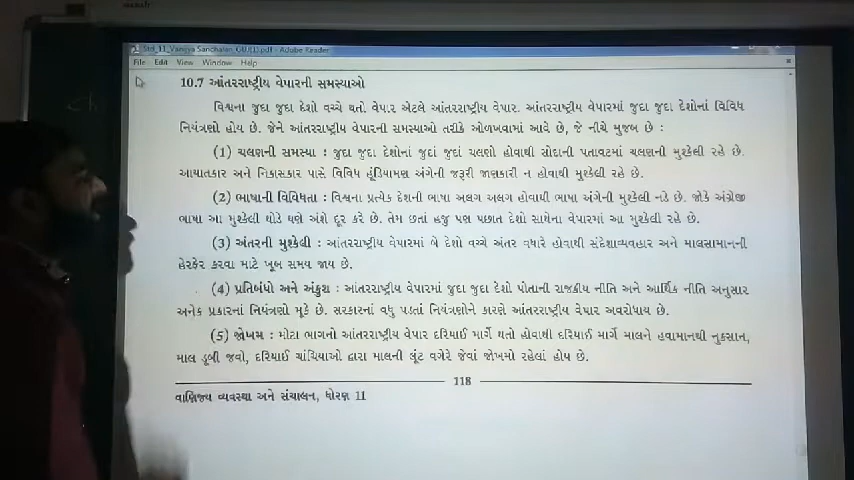 Std_11_Vanijya Sanchalan_GUJ(1).pdf - Adobe Reader
File Edit View Window Help
10.7 આંતરરાષ્ટ્રીય વેપારની સમસ્યાઓ
વિશ્વના જુદા જુદા દેશો વચ્ચે થતો વેપાર એટલે આંતરરાષ્ટ્રીય વેપાર. આંતરરાષ્ટ્રીય વેપારમાં જુદા જુદા દેશોનાં વિવિધ
નિયંત્રણો હોય છે. જેને આંતરરાષ્ટ્રીય વેપારની સમસ્યાઓ તરીકે ઓળખવામાં આવે છે, જે નીચે મુજબ છે :
(1) ચલણની સમસ્યા : જુદા જુદા દેશોનાં જુદાં જુદાં ચલણો હોવાથી સોદાની પતાવટમાં ચલણની મુશ્કેલી રહે છે.
આયાતકાર અને નિકાસકાર પાસે વિવિધ હૂંડિયામણ અંગેની જરૂરી જાણકારી ન હોવાથી મુશ્કેલી રહે છે.
(2) ભાષાની વિવિધતા : વિશ્વના પ્રત્યેક દેશની ભાષા અલગ અલગ હોવાથી ભાષા અંગેની મુશ્કેલી નડે છે. જોકે અંગ્રેજી
ભાષા આ મુશ્કેલી થોડે ઘણે અંશે દૂર કરે છે. તેમ છતાં હજુ પણ પછાત દેશો સાથેના વેપારમાં આ મુશ્કેલી રહે છે.
(3) અંતરની મુશ્કેલી : આંતરરાષ્ટ્રીય વેપારમાં બે દેશો વચ્ચે અંતર વધારે હોવાથી સંદેશાવ્યવહાર અને માલસામાનની
હેરફેર કરવા માટે ખૂબ સમય જાય છે.
(4) પ્રતિબંધો અને અંકુશ : આંતરરાષ્ટ્રીય વેપારમાં જુદા જુદા દેશો પોતાની રાજકીય નીતિ અને આર્થિક નીતિ અનુસાર
અનેક પ્રકારનાં નિયંત્રણો મૂકે છે. સરકારનાં વધુ પડતાં નિયંત્રણોને કારણે આંતરરાષ્ટ્રીય વેપાર અવરોધાય છે.
(5) જોખમ : મોટા ભાગનો આંતરરાષ્ટ્રીય વેપાર દરિયાઈ માર્ગે થતો હોવાથી દરિયાઈ માર્ગે માલને હવામાનથી નુકસાન,
માલ ડૂબી જવો, દરિયાઈ ચાંચિયાઓ દ્વારા માલની લૂંટ વગેરે જેવાં જોખમો રહેલાં હોય છે.
118
વાણિજ્ય વ્યવસ્થા અને સંચાલન, ધોરણ 11